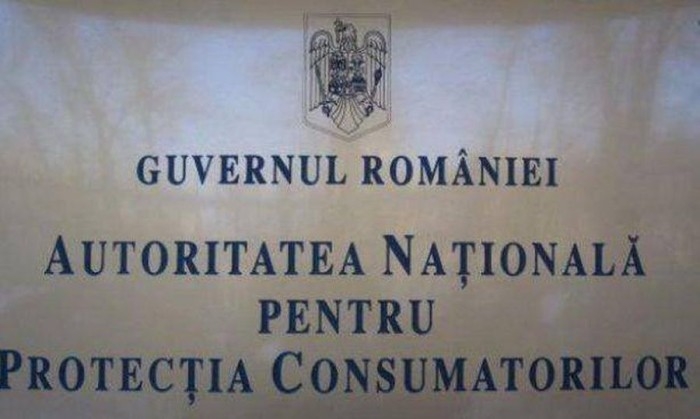 GUVERNUL ROMÂNIEI
AUTORITATEA NAȚIONALĂ
PENTRU
PROTECȚIA CONSUMATORILOR